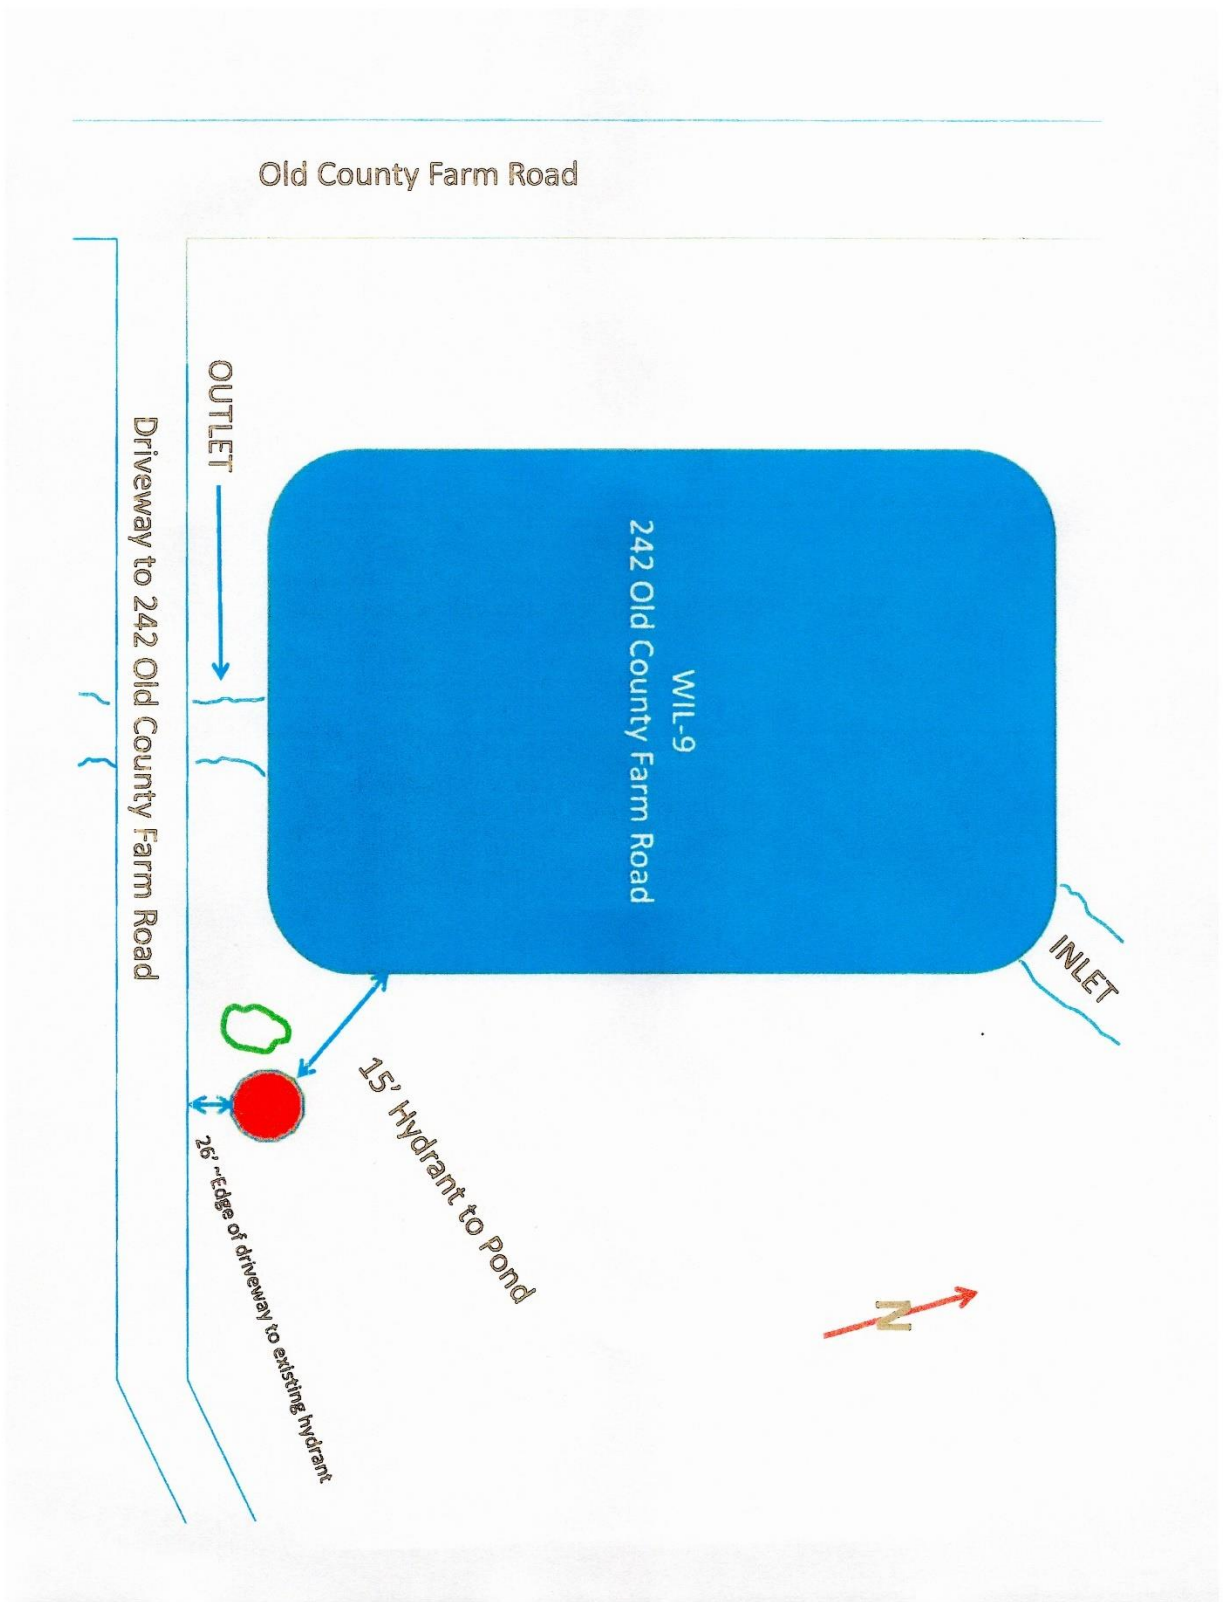 Old County Farm Road
OUTLET
Driveway to 242 Old County Farm Road
WIL-9
242 Old County Farm Road
INLET
15' Hydrant to Pond
26' ~Edge of driveway to existing hydrant
N